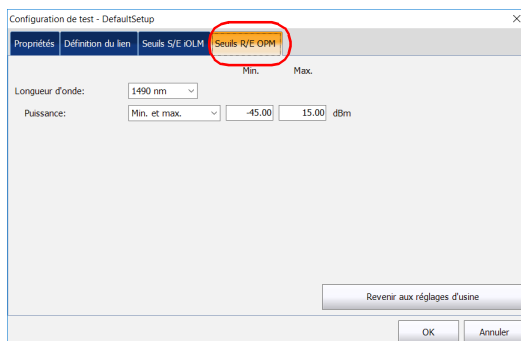 Configuration de test - DefaultSetup
Propriétés Définition du lien Seuils S/E iOLM Seuils R/E OPM
Min. Max.
Longueur d'onde: 1490 nm
Puissance: Min. et max. -45.00 15.00 dBm
Revenir aux réglages d'usine
OK Annuler